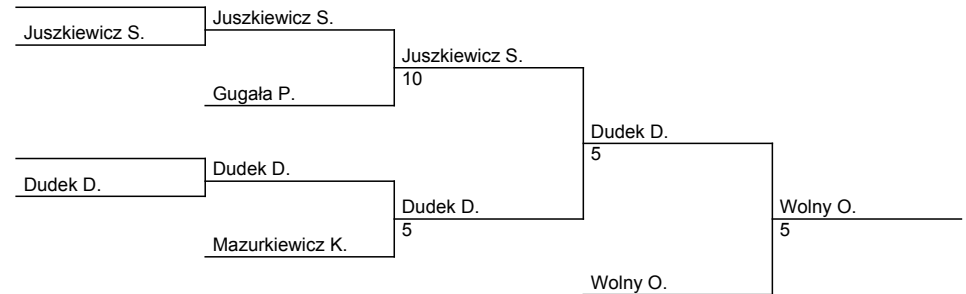 Juszkiewicz S.
Juszkiewicz S.
Juszkiewicz S.
10
Gugała P.
Dudek D.
5
Dudek D.
Dudek D.
Dudek D.
5
Wolny O.
5
Mazurkiewicz K.
Wolny O.